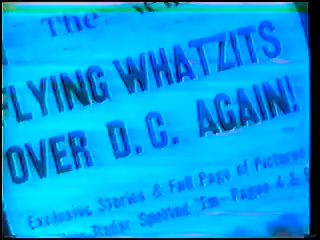 The
FLYING WHATZITS
OVER D.C. AGAIN!
Exclusive Stories & Full Page of Pictures
Radar Spotted 'Em-Pages 4 &